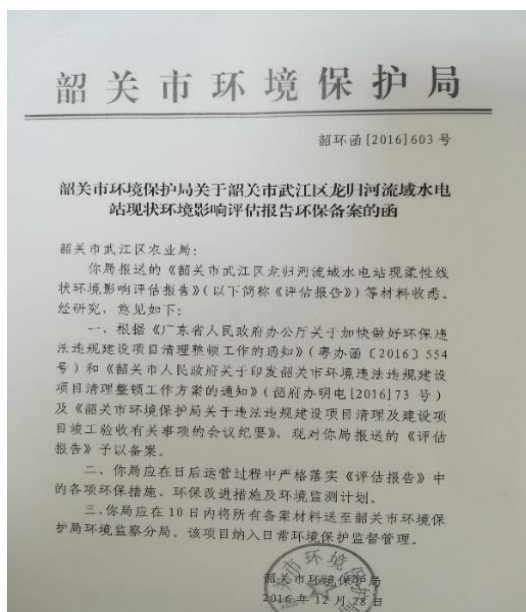 韶关市环境保护局
韶环函[2016]603号
韶关市环境保护局关于韶关市武江区龙归河流域水电
站现状环境影响评估报告环保备案的函
韶关市武江区农业局：
你局报送的《韶关市武江区龙归河流域水电站现柔性线
状环境影响评估报告》（以下简称《评估报告》）等材料收悉。
经研究，意见如下：
一、根据《广东省人民政府办公厅关于加快做好环保违
法违规建设项目清理整顿工作的通知》（粤办函〔2016〕554
号）和《韶关市人民政府关于印发韶关市环境违法违规建设
项目清理整顿工作方案的通知》（韶府办明电[2016]73 号）
及《韶关市环境保护局关于违法违规建设项目清理及建设项
目竣工验收有关事项的会议纪要》，现对你局报送的《评估
报告》予以备案。
二、你局应在日后运营过程中严格落实《评估报告》中
的各项环保措施、环保改进措施及环境监测计划。
三、你局应在10日内将所有备案材料送至韶关市环境保
护局环境监察分局。该项目纳入日常环境保护监督管理。
韶关市环境保护局
2016年12月28日